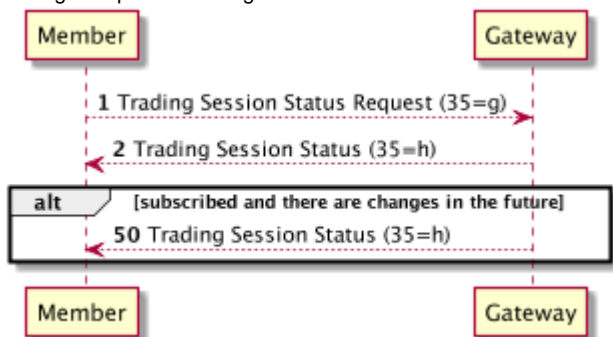 Member Gateway
1 Trading Session Status Request (35=g)
2 Trading Session Status (35=h)
alt [subscribed and there are changes in the future]
50 Trading Session Status (35=h)
Member Gateway